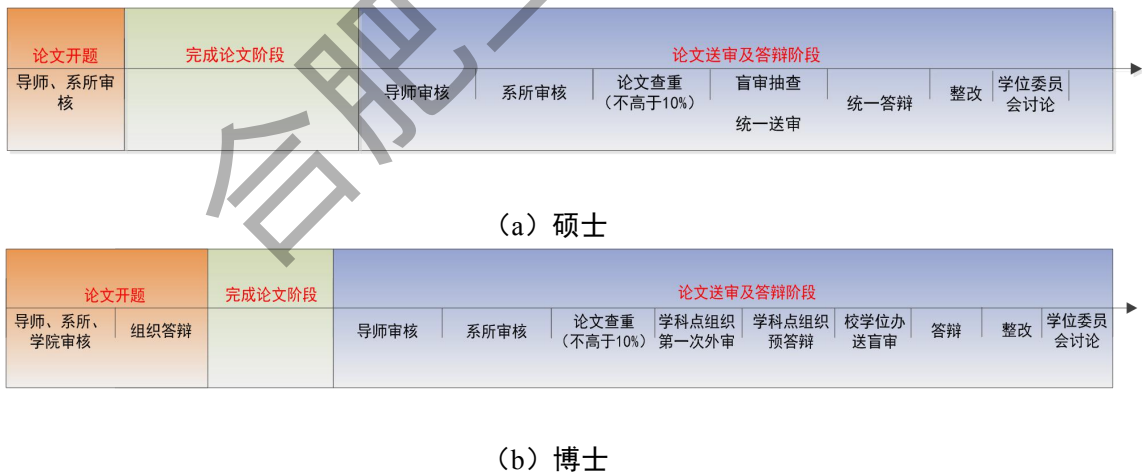 论文开题
完成论文阶段
论文送审及答辩阶段
导师、系所审
核
导师审核
系所审核
论文查重
（不高于10%）
盲审抽查
统一送审
统一答辩
整改
学位委员
会讨论
（a）硕士
论文开题
完成论文阶段
论文送审及答辩阶段
导师、系所、
学院审核
组织答辩
导师审核
系所审核
论文查重
（不高于10%）
学科点组织
第一次外审
学科点组织
预答辩
校学位办
送盲审
答辩
整改
学位委员
会讨论
（b）博士
合肥